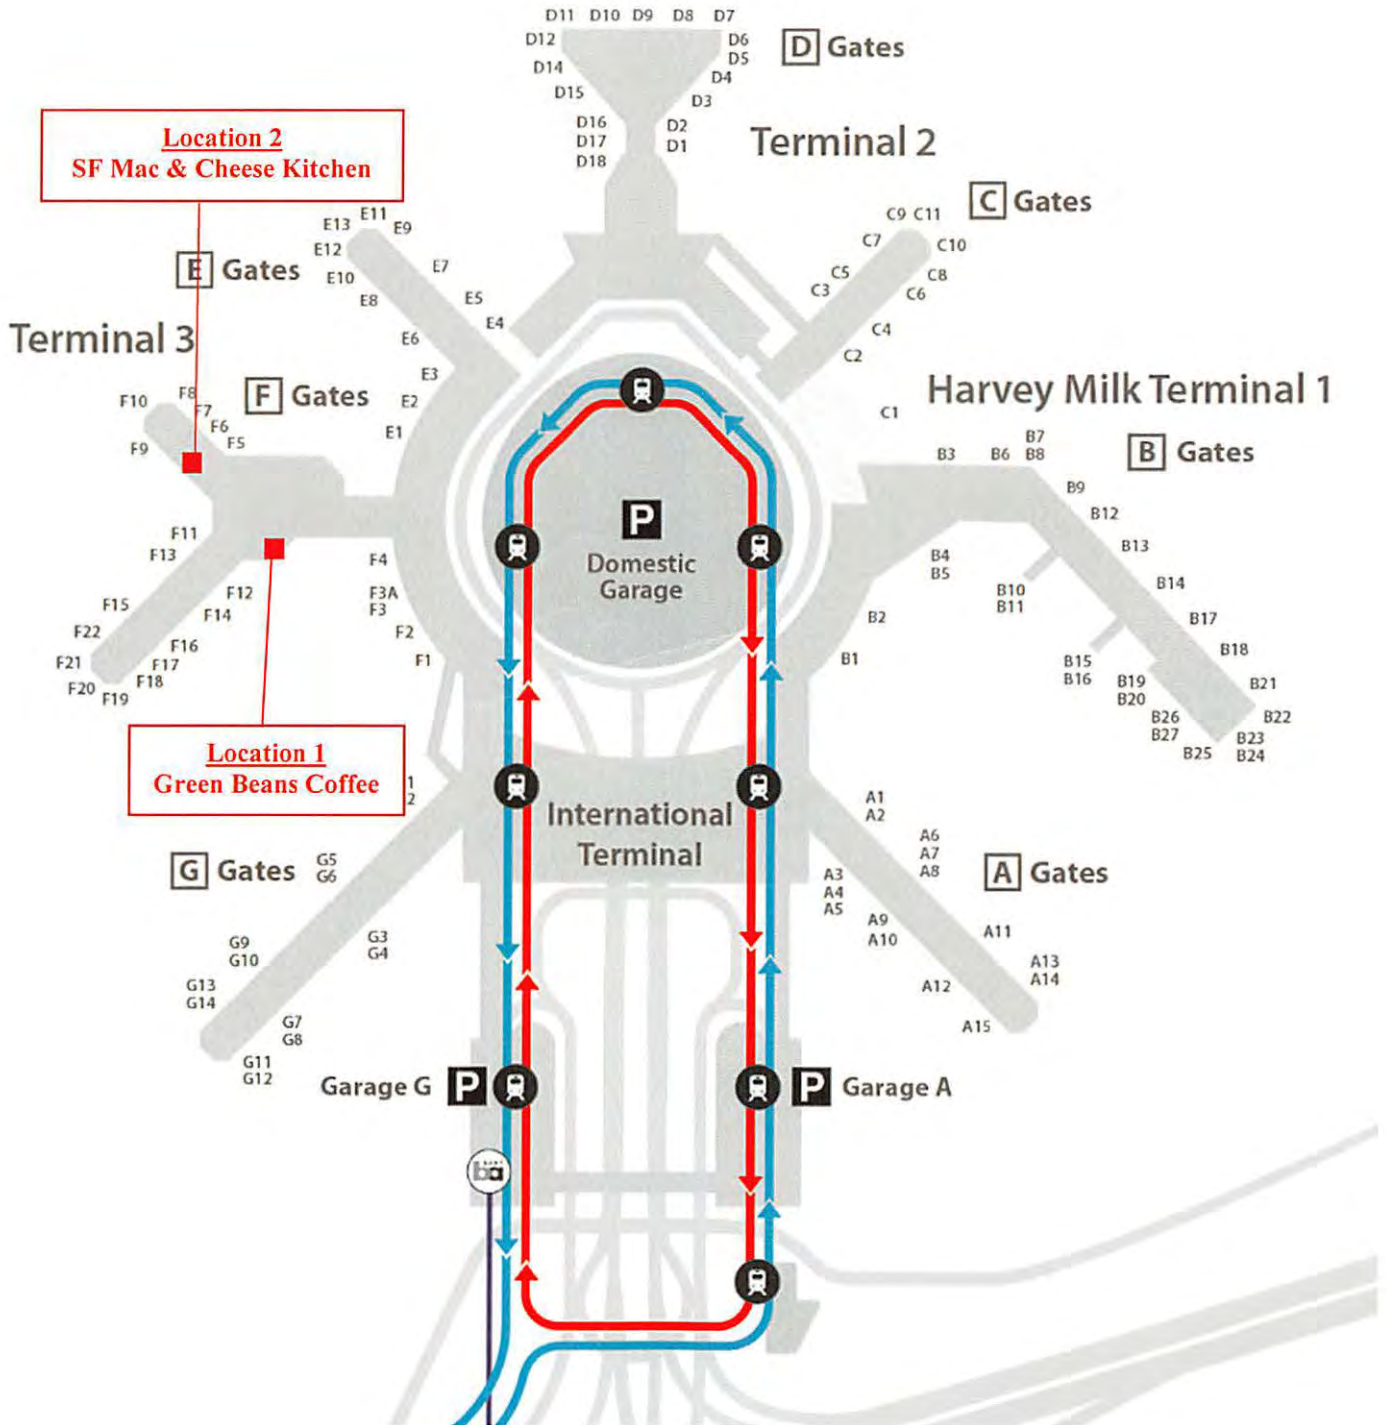 D11 D10 D9 D8 D7
D12
D6
D5
D Gates
D14
D4
D15
D3
D16
D17
D18
D2
D1
Terminal 2
Location 2
SF Mac & Cheese Kitchen
C9 C11
C Gates
C7
C10
C5
C8
C3
C6
C4
C2
C1
E11
E13
E9
E12
E Gates
E10
E7
E8
E5
E4
E6
E3
E2
E1
Terminal 3
F Gates
F10
F8
F7
F6
F5
F9
Harvey Milk Terminal 1
B Gates
B7
B8
B3
B6
B9
B12
B13
B4
B5
B10
B11
B14
B17
B2
B18
B1
B15
B16
B19
B20
B21
B22
B26
B27
B23
B24
B25
P
Domestic
Garage
F11
F13
F4
F12
F3A
F3
F15
F14
F22
F2
F16
F21
F17
F1
F20
F18
F19
Location 1
Green Beans Coffee
1
2
International
Terminal
A1
A2
A6
A7
A8
A Gates
A3
A4
A5
A9
A10
A11
A13
A14
A12
A15
G Gates
G5
G6
G3
G4
G9
G10
G13
G14
G7
G8
G11
G12
Garage G P
P Garage A
ba